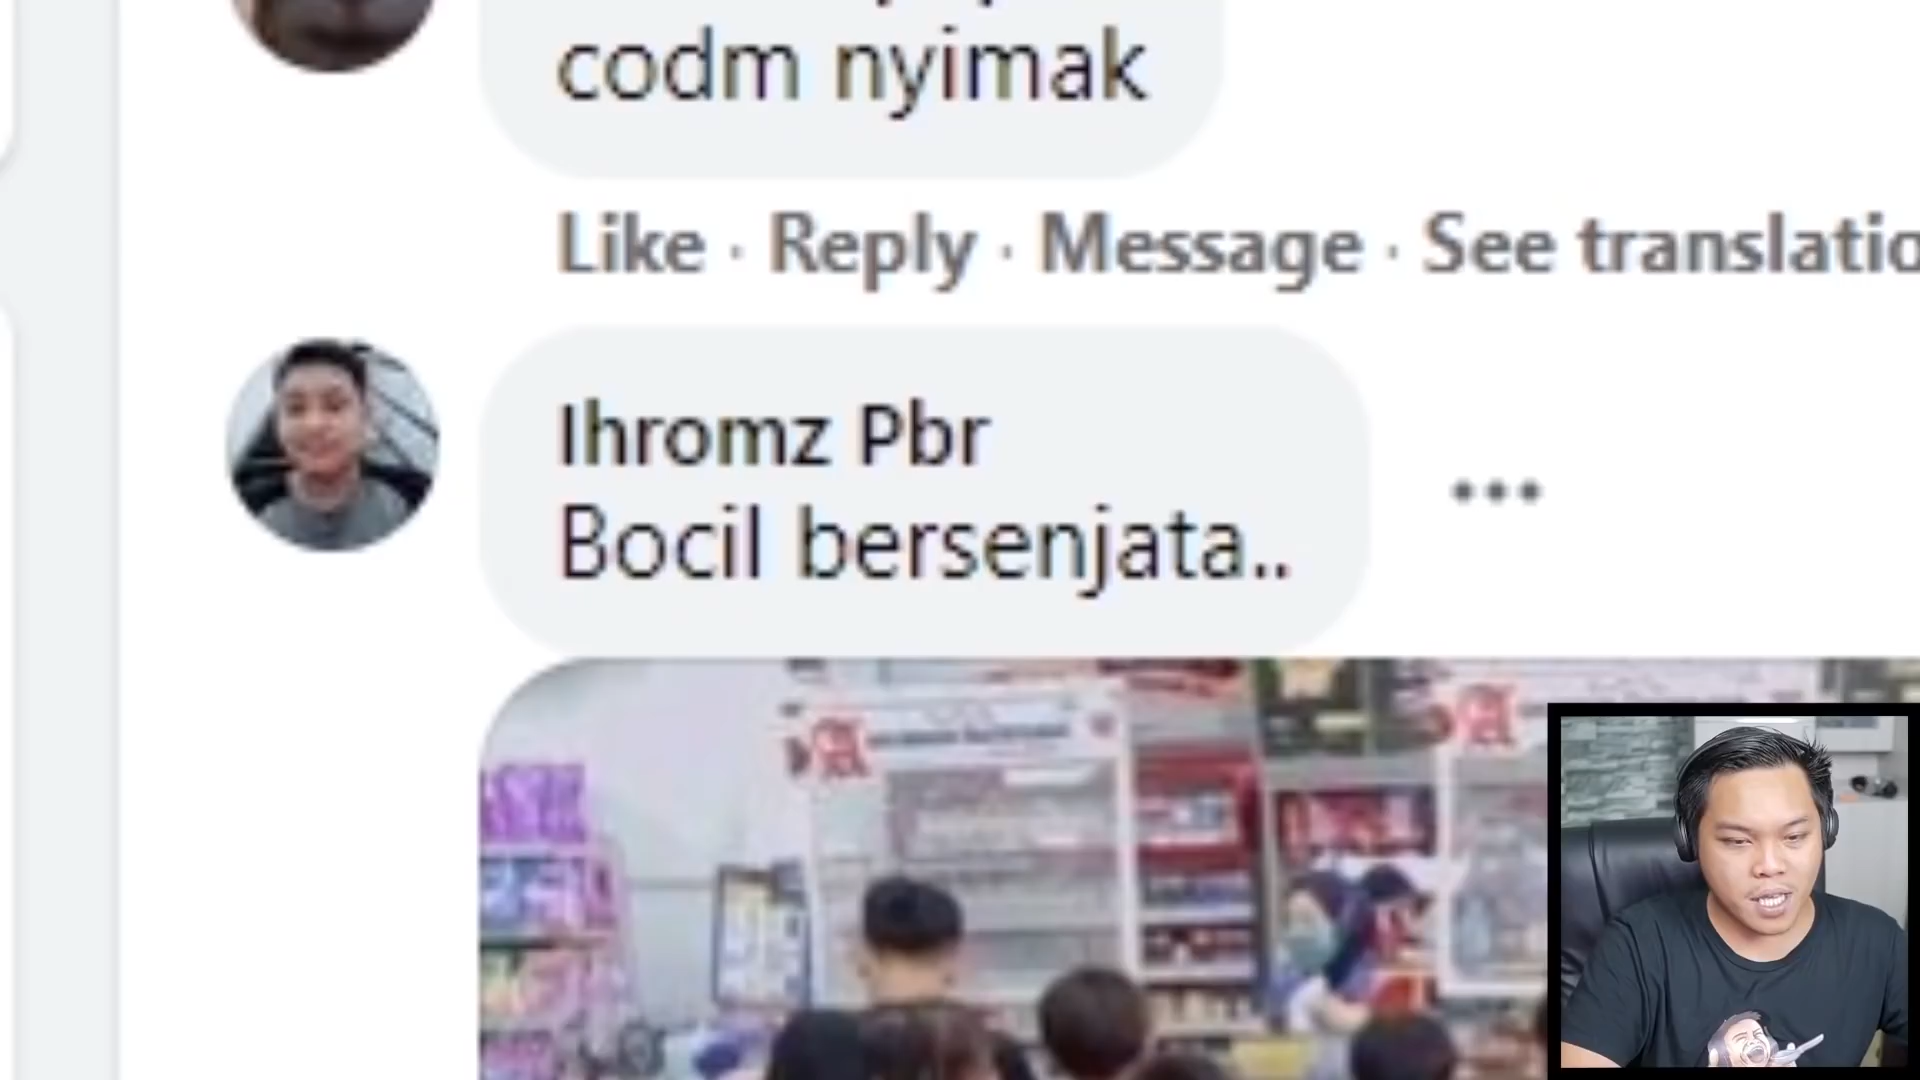 codm nyimak
Like · Reply · Message · See translatio
Ihromz Pbr
Bocil bersenjata..